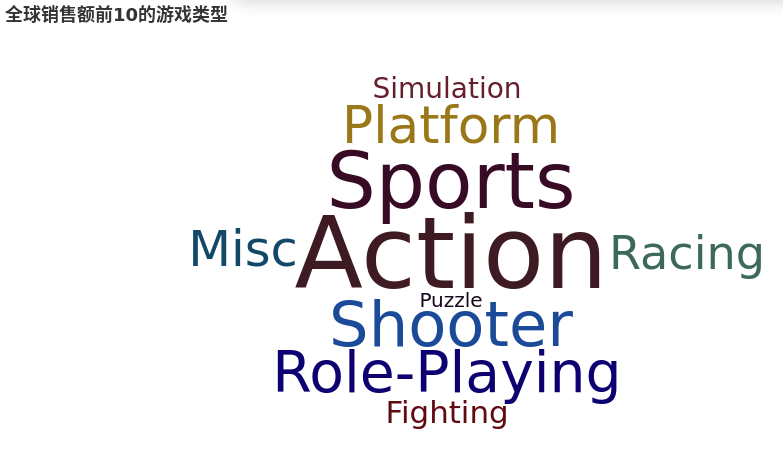 全球销售额前10的游戏类型
Simulation
Platform
Sports
Action
Misc
Racing
Puzzle
Shooter
Role-Playing
Fighting